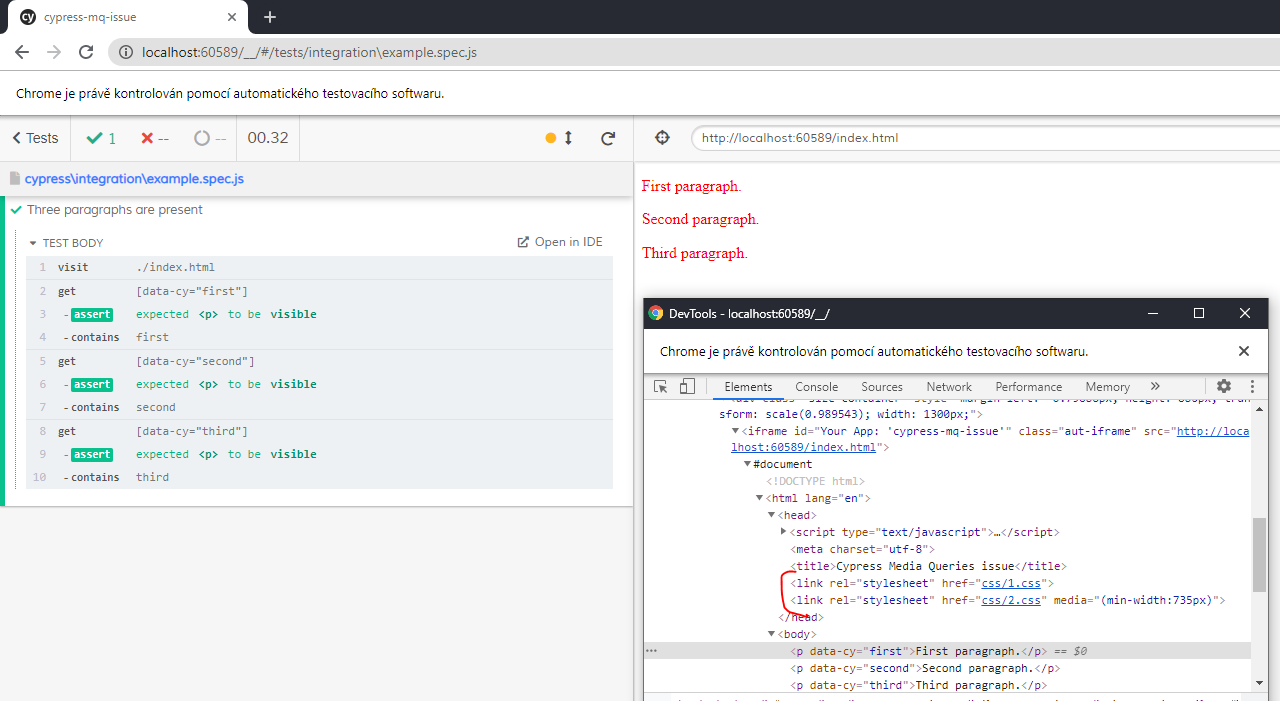 cypress-mq-issue
localhost:60589/__/#/tests/integration\example.spec.js
Chrome je právě kontrolován pomocí automatického testovacího softwaru.
Tests 1 -- -- 00.32
http://localhost:60589/index.html
cypress\integration\example.spec.js
Three paragraphs are present
TEST BODY
Open in IDE
1 visit ./index.html
2 get [data-cy="first"]
3 -assert expected <p> to be visible
4 -contains first
5 get [data-cy="second"]
6 -assert expected <p> to be visible
7 -contains second
8 get [data-cy="third"]
9 -assert expected <p> to be visible
10 -contains third
First paragraph.
Second paragraph.
Third paragraph.
DevTools - localhost:60589/__/
Chrome je právě kontrolován pomocí automatického testovacího softwaru.
Elements Console Sources Network Performance Memory »
sform: scale(0.989543); width: 1300px;">
<iframe id="Your App: 'cypress-mq-issue'" class="aut-iframe" src="http://loca
lhost:60589/index.html">
#document
<!DOCTYPE html>
<html lang="en">
<head>
<script type="text/javascript">…</script>
<meta charset="utf-8">
<title>Cypress Media Queries issue</title>
<link rel="stylesheet" href="css/1.css">
<link rel="stylesheet" href="css/2.css" media="(min-width:735px)">
</head>
<body>
<p data-cy="first">First paragraph.</p> == $0
<p data-cy="second">Second paragraph.</p>
<p data-cy="third">Third paragraph.</p>